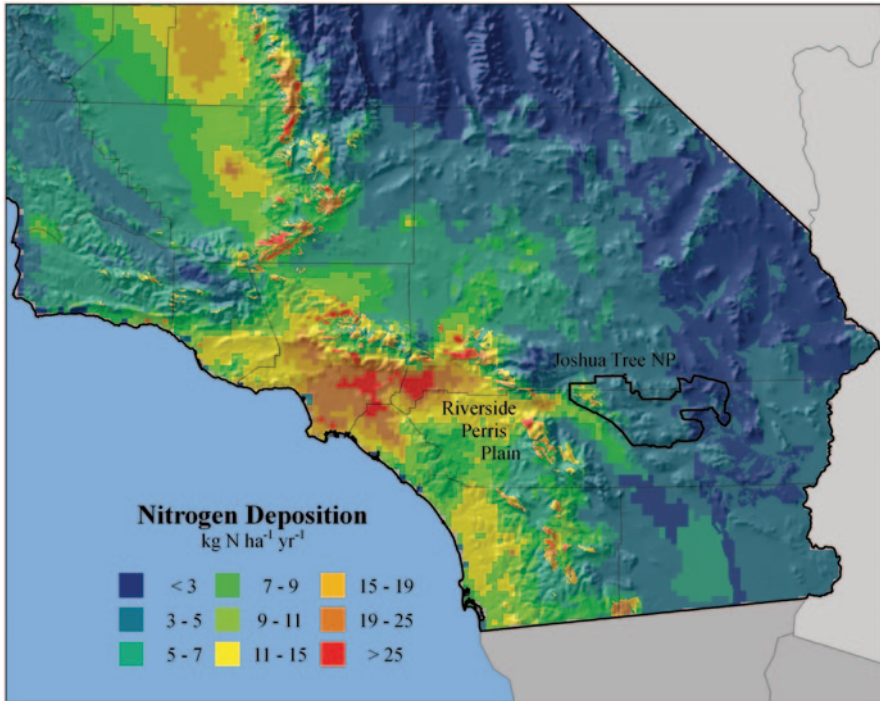 Joshua Tree NP
Riverside
Perris
Plain
Nitrogen Deposition
kg N ha⁻¹ yr⁻¹
< 3
7 - 9
15 - 19
3 - 5
9 - 11
19 - 25
5 - 7
11 - 15
> 25